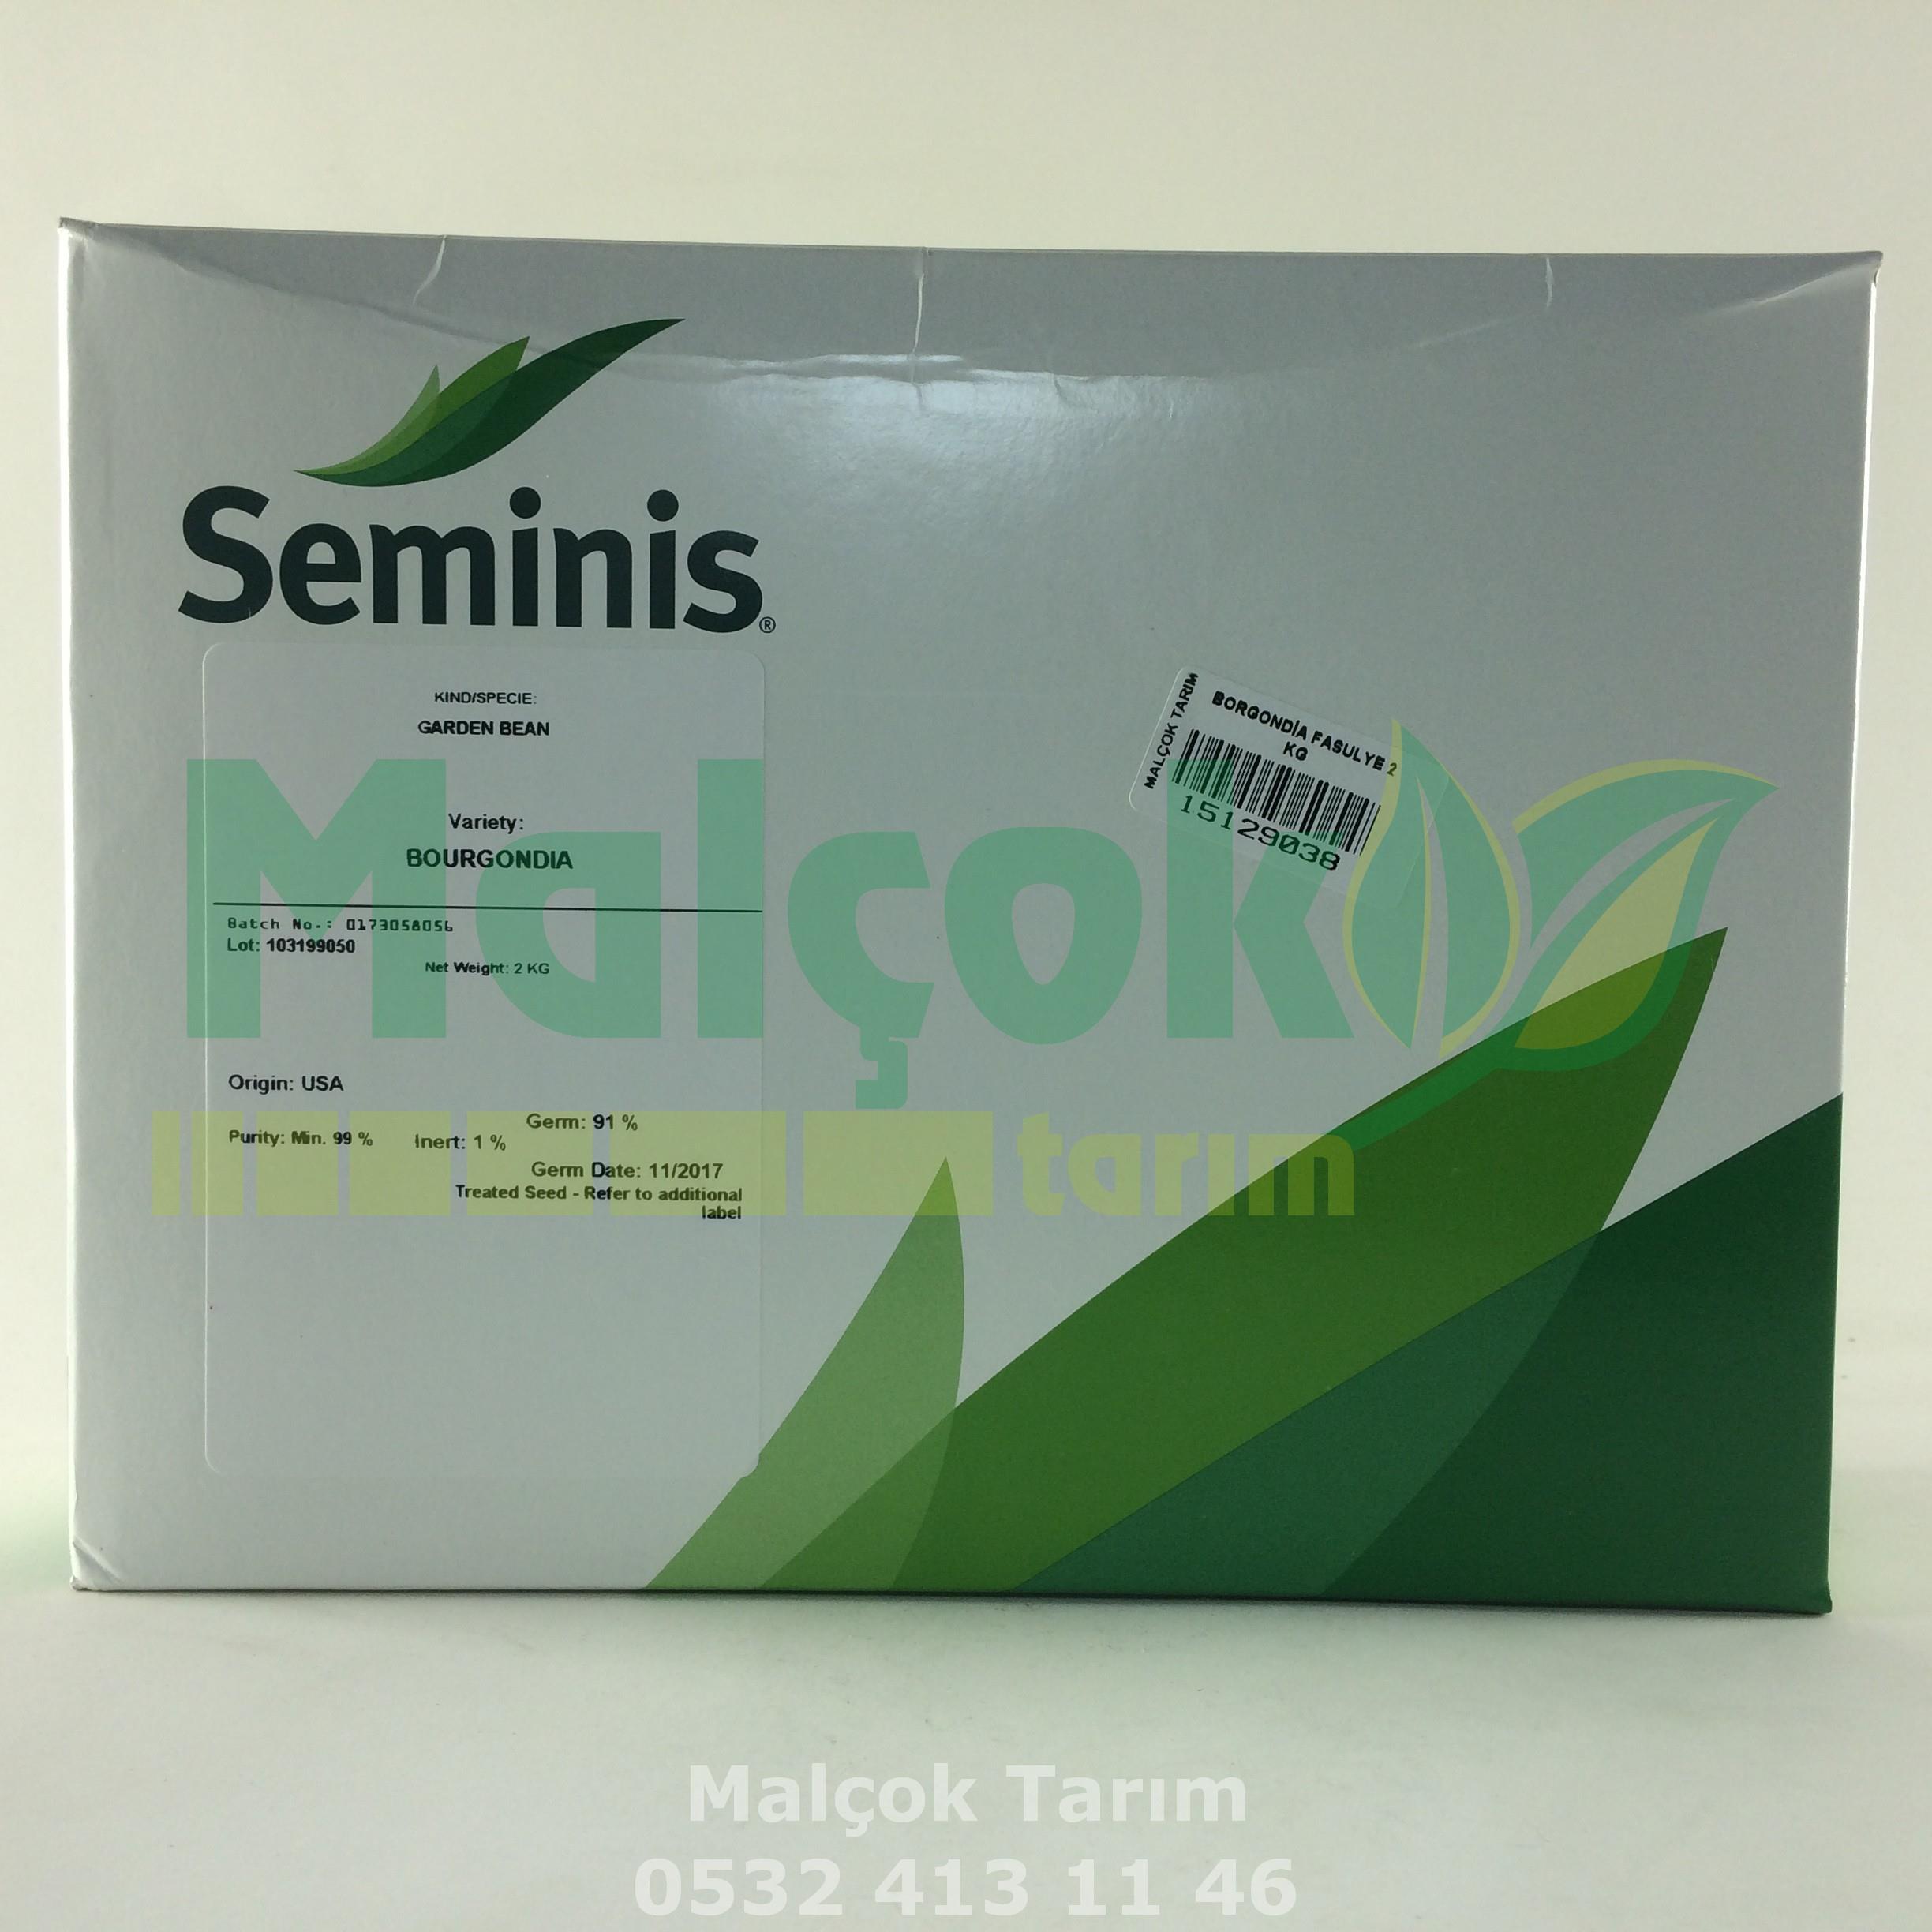 Seminis®
KIND/SPECIE:
GARDEN BEAN
Variety:
BOURGONDIA
Batch No.: 0173058056
Lot: 103199050
Net Weight: 2 KG
Origin: USA
Germ: 91 %
Purity: Min. 99 % Inert: 1 %
Germ Date: 11/2017
Treated Seed - Refer to additional
label
MALÇOK TARIM
BORGONDİA FASULYE 2
KG
15129038
Malçok
tarım
Malçok Tarım
0532 413 11 46